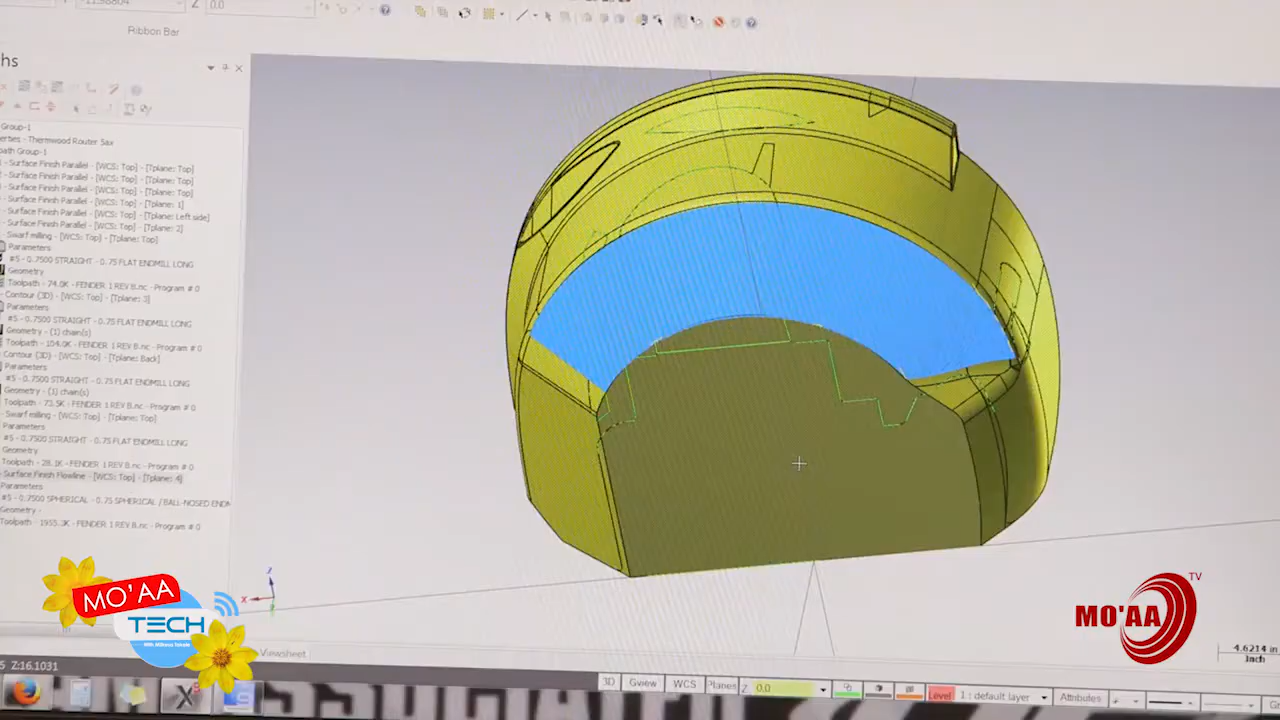 0.0
Ribbon Bar
hs
Group-1
erties - Thermwood Router 5ax
path Group-1
- Surface Finish Parallel - [WCS: Top] - [Tplane: Top]
- Surface Finish Parallel - [WCS: Top] - [Tplane: Top]
- Surface Finish Parallel - [WCS: Top] - [Tplane: Top]
- Surface Finish Parallel - [WCS: Top] - [Tplane: 1]
- Surface Finish Parallel - [WCS: Top] - [Tplane: Left side]
- Surface Finish Parallel - [WCS: Top] - [Tplane: 2]
- Swarf milling - [WCS: Top] - [Tplane: Top]
Parameters
#5 - 0.7500 STRAIGHT - 0.75 FLAT ENDMILL LONG
Geometry
Toolpath - 74.0K - FENDER 1 REV B.nc - Program # 0
Contour (3D) - [WCS: Top] - [Tplane: 3]
Parameters
#5 - 0.7500 STRAIGHT - 0.75 FLAT ENDMILL LONG
Geometry - (1) chain(s)
Toolpath - 104.0K - FENDER 1 REV B.nc - Program # 0
Contour (3D) - [WCS: Top] - [Tplane: Back]
Parameters
#5 - 0.7500 STRAIGHT - 0.75 FLAT ENDMILL LONG
Geometry - (1) chain(s)
Toolpath - 73.5K - FENDER 1 REV B.nc - Program # 0
- Swarf milling - [WCS: Top] - [Tplane: Top]
Parameters
#5 - 0.7500 STRAIGHT - 0.75 FLAT ENDMILL LONG
Geometry
Toolpath - 28.1K - FENDER 1 REV B.nc - Program # 0
Surface Finish Flowline - [WCS: Top] - [Tplane: 4]
Parameters
#5 - 0.7500 SPHERICAL - 0.75 SPHERICAL / BALL-NOSED ENDM
Geometry -
Toolpath - 1955.3K - FENDER 1 REV B.nc - Program # 0
MO'AA
TECH
MO'AA
TV
4.6214 in
Inch
Viewsheet
Z:16.1031
3D Gview WCS Planes Z 0.0 Level 1 : default layer Attributes